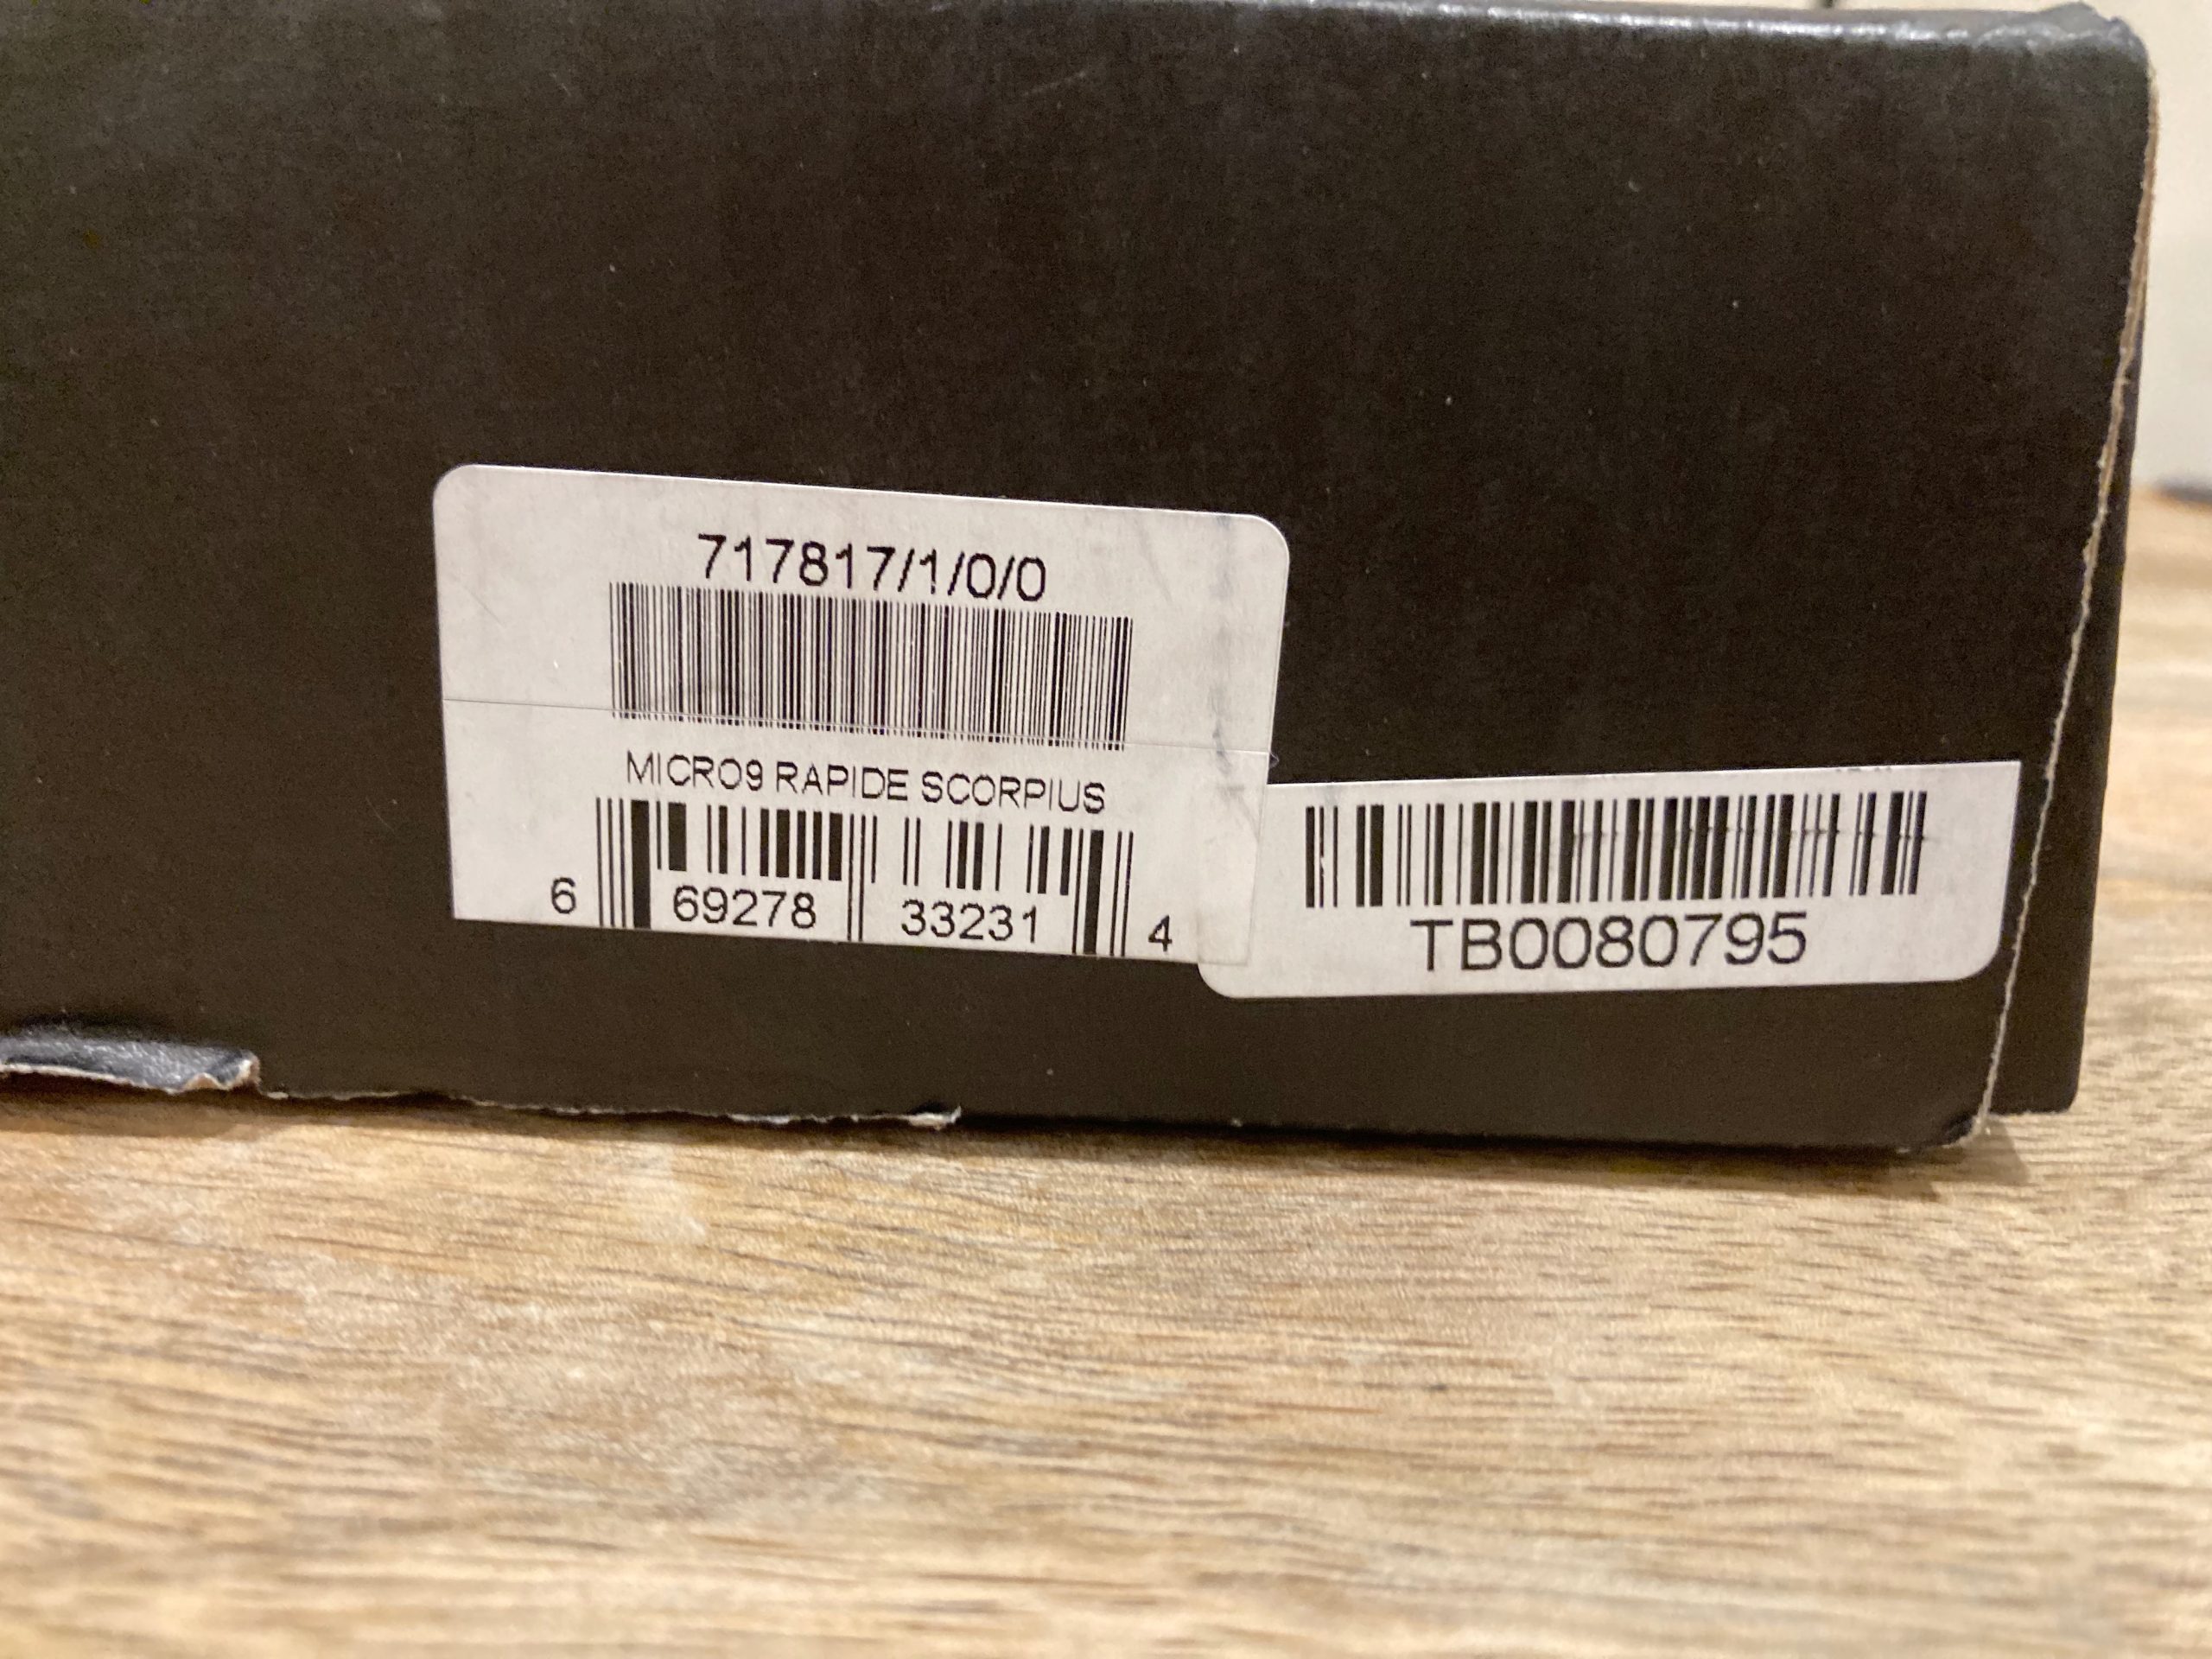 717817/1/0/0
MICRO9 RAPIDE SCORPIUS
6 69278 33231 4
TB0080795